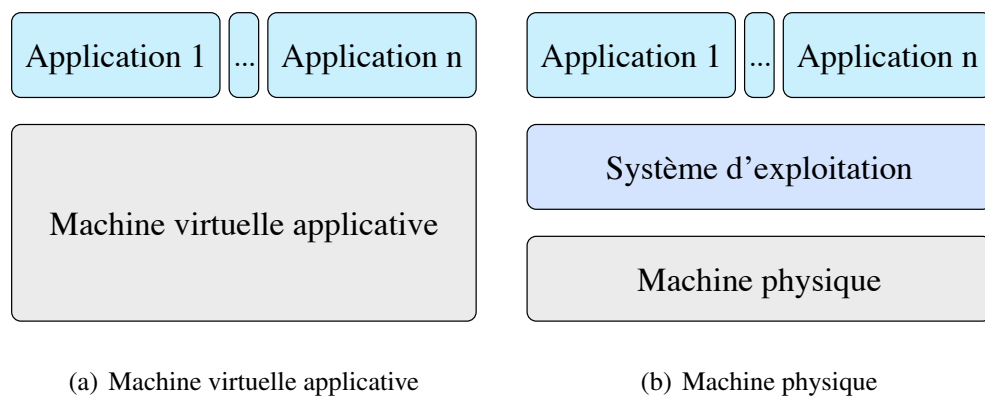 Application 1 ... Application n
Machine virtuelle applicative
(a) Machine virtuelle applicative
Application 1 ... Application n
Système d'exploitation
Machine physique
(b) Machine physique